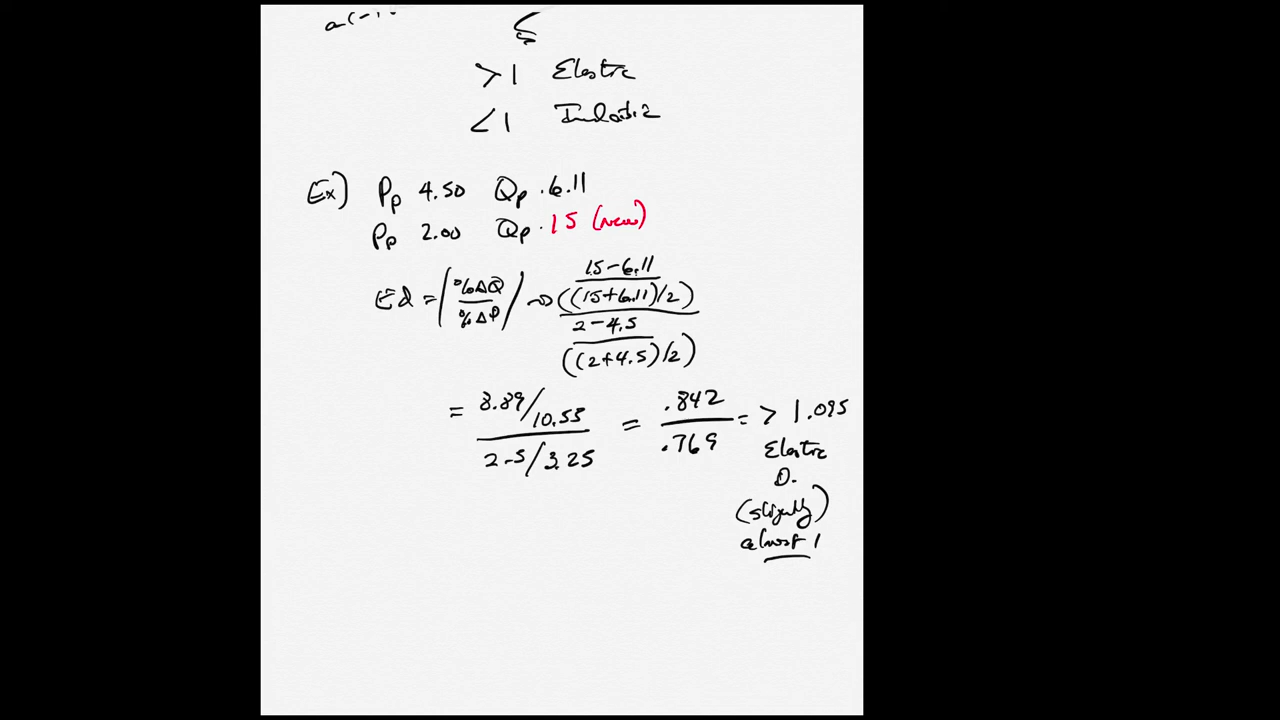 > 1 Elastic
< 1 Inelastic
Ex) Pp 4.50 Qp . 6.11
Pp 2.00 Qp . 15 (new)
Ed = | %ΔQ / %ΔP | → ((15 - 6.11) / ((15 + 6.11)/2)) / ((2 - 4.5) / ((2 + 4.5)/2))
= (8.89/10.55) / (2.5/3.25) = .842 / .769 = > 1.095
Elastic
D.
(slightly)
almost 1